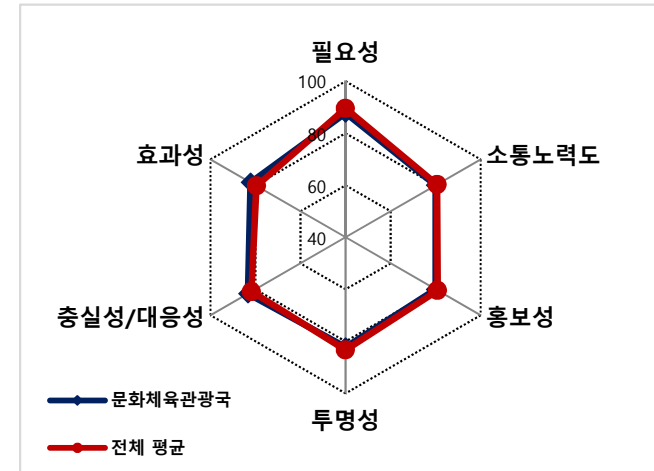 필요성
100
80
효과성
소통노력도
60
40
충실성/대응성
홍보성
문화체육관광국
투명성
전체 평균